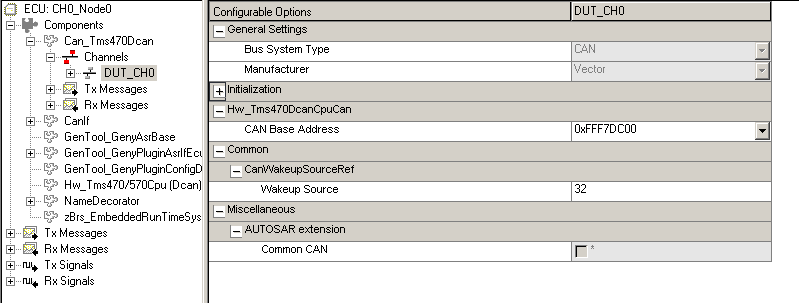 ECU: CH0_Node0
Components
Can_Tms470Dcan
Channels
DUT_CH0
Tx Messages
Rx Messages
CanIf
GenTool_GenyAsrBase
GenTool_GenyPluginAsrIfEcu
GenTool_GenyPluginConfigD
Hw_Tms470/570Cpu (Dcan)
NameDecorator
zBrs_EmbeddedRunTimeSys
Tx Messages
Rx Messages
Tx Signals
Rx Signals
Configurable Options DUT_CH0
General Settings
Bus System Type CAN
Manufacturer Vector
Initialization
Hw_Tms470DcanCpuCan
CAN Base Address 0xFFF7DC00
Common
CanWakeupSourceRef
Wakeup Source 32
Miscellaneous
AUTOSAR extension
Common CAN *